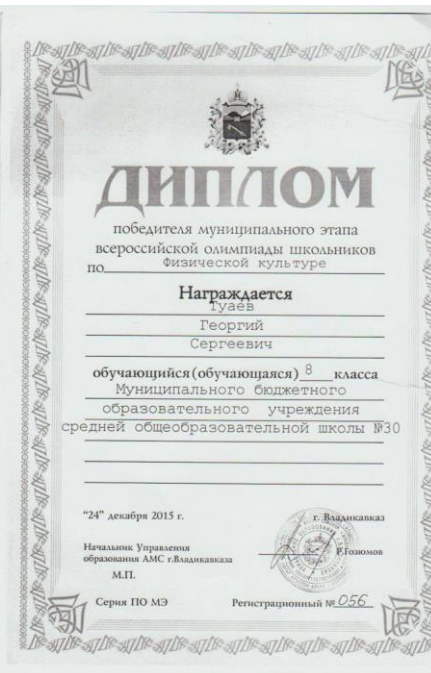 ДИПЛОМ
победителя муниципального этапа
всероссийской олимпиады школьников
по Физической культуре
Награждается
Туаев
Георгий
Сергеевич
обучающийся (обучающаяся) 8 класса
Муниципального бюджетного
образовательного учреждения
средней общеобразовательной школы №30
"24" декабря 2015 г. г. Владикавказ
Начальник Управления
образования АМС г.Владикавказа Р.Гозюмов
М.П.
Серия ПО МЭ Регистрационный № 056